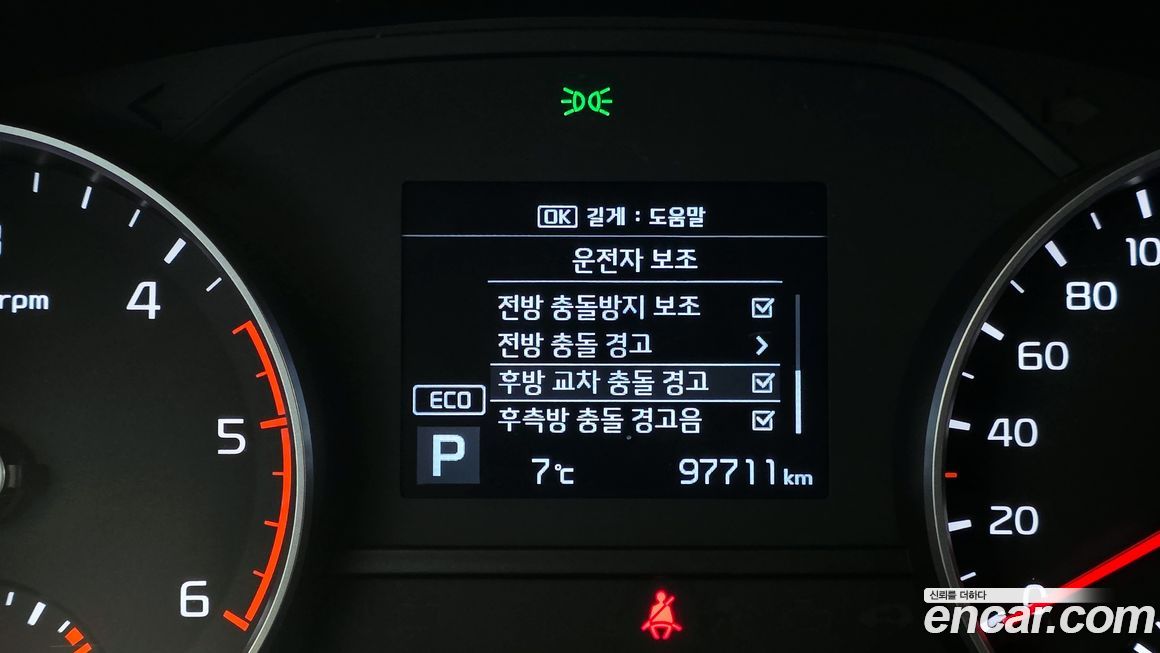 OK 길게 : 도움말
운전자 보조
전방 충돌방지 보조
전방 충돌 경고
후방 교차 충돌 경고
후측방 충돌 경고음
ECO
P
7℃
97711 km
rpm
4
5
6
100
80
60
40
20
0
신뢰를 더하다
encar.com